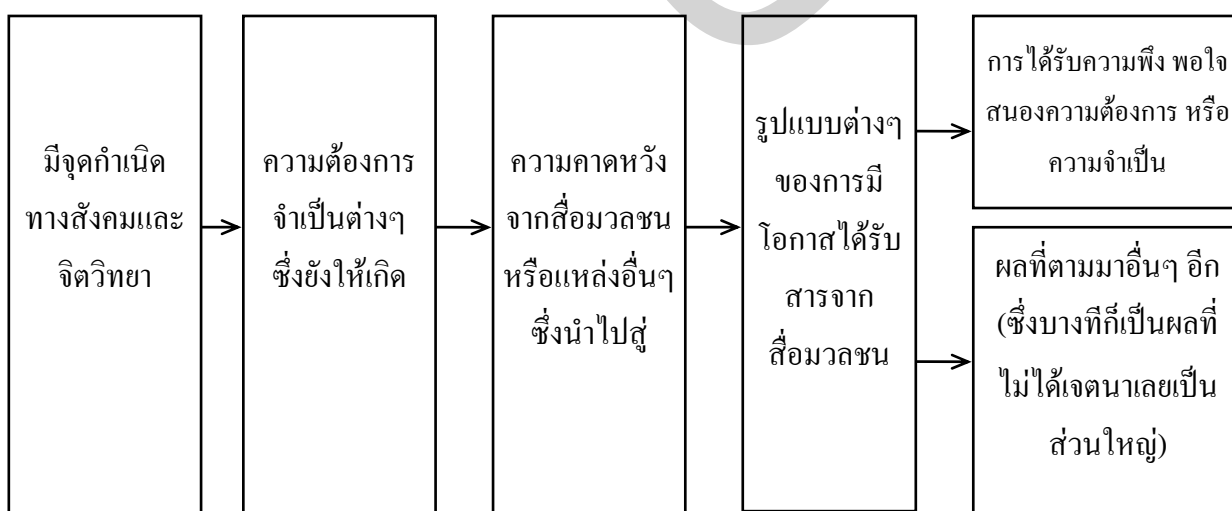 มีจุดกำเนิด
ทางสังคมและ
จิตวิทยา
ความต้องการ
จำเป็นต่างๆ
ซึ่งยังให้เกิด
ความคาดหวัง
จากสื่อมวลชน
หรือแหล่งอื่นๆ
ซึ่งนำไปสู่
รูปแบบต่างๆ
ของการมี
โอกาสได้รับ
สารจาก
สื่อมวลชน
การได้รับความพึง พอใจ
สนองความต้องการ หรือ
ความจำเป็น
ผลที่ตามมาอื่นๆ อีก
(ซึ่งบางทีก็เป็นผลที่
ไม่ได้เจตนาเลยเป็น
ส่วนใหญ่)